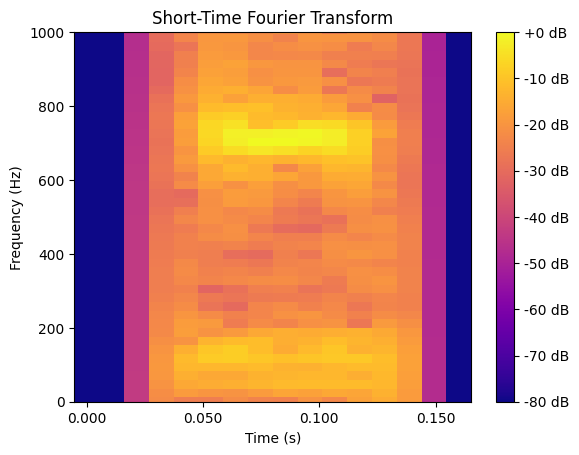 Short-Time Fourier Transform
1000
800
600
400
200
0
Frequency (Hz)
0.000
0.050
0.100
0.150
Time (s)
+0 dB
-10 dB
-20 dB
-30 dB
-40 dB
-50 dB
-60 dB
-70 dB
-80 dB